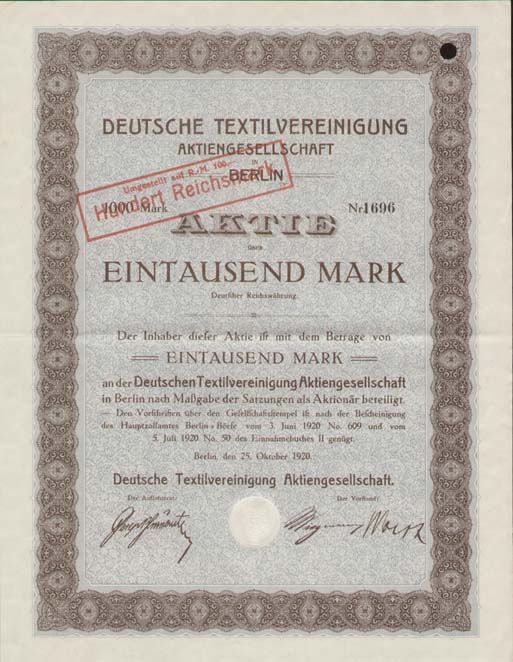 DEUTSCHE TEXTILVEREINIGUNG
AKTIENGESELLSCHAFT
IN
BERLIN
Umgestellt auf R.-M. 100.—
Hundert Reichsmark
1000 Mark
Nr 1696
AKTIE
über
EINTAUSEND MARK
Deutscher Reichswährung.
Der Inhaber dieser Aktie ist mit dem Betrage von
EINTAUSEND MARK
an der Deutschen Textilvereinigung Aktiengesellschaft
in Berlin nach Maßgabe der Satzungen als Aktionär beteiligt.
— Den Vorschriften über den Gesellschaftsstempel ist nach der Bescheinigung
des Hauptzollamtes Berlin-Börse vom 3. Juni 1920 No. 609 und vom
5. Juli 1920 No. 50 des Einnahmebuches II genügt.
Berlin, den 25. Oktober 1920.
Deutsche Textilvereinigung Aktiengesellschaft.
Der Aufsichtsrat:
Der Vorstand: